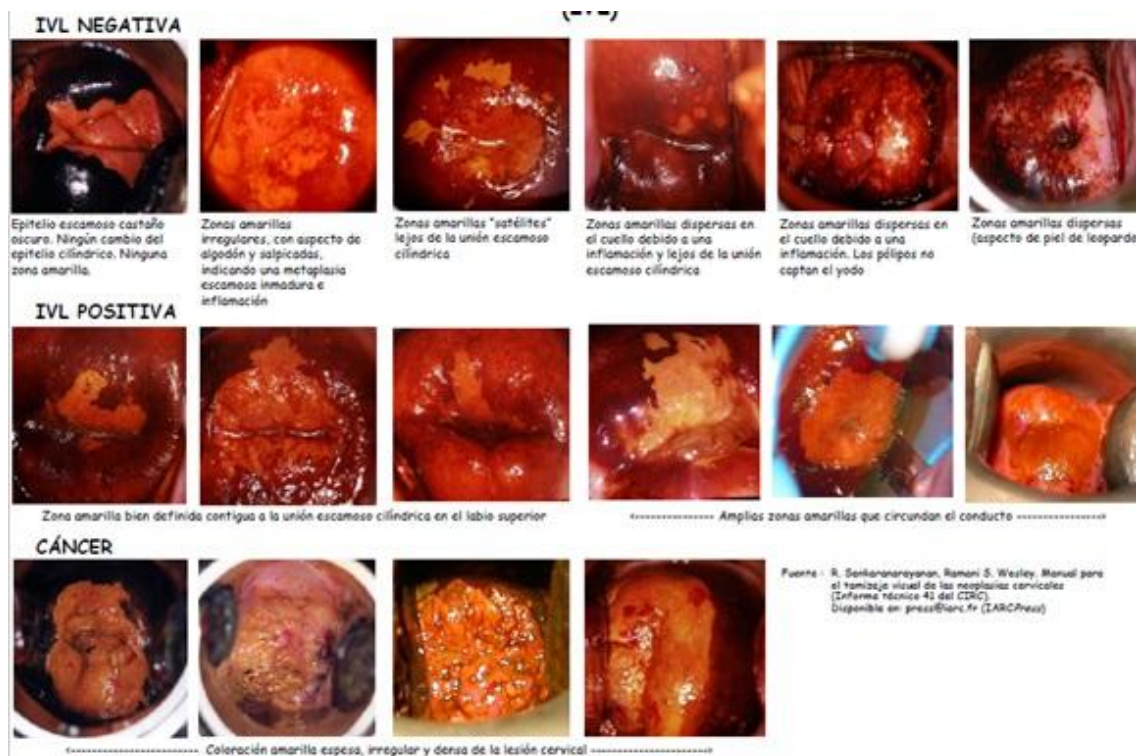 (IVL)
IVL NEGATIVA
Epitelio escamoso castaño
oscuro. Ningún cambio del
epitelio cilíndrico. Ninguna
zona amarilla.
Zonas amarillas
irregulares, con aspecto de
algodón y salpicadas,
indicando una metaplasia
escamosa inmadura e
inflamación
Zonas amarillas "satélites"
lejos de la unión escamoso
cilíndrica
Zonas amarillas dispersas en
el cuello debido a una
inflamación y lejos de la unión
escamoso cilíndrica
Zonas amarillas dispersas en
el cuello debido a una
inflamación. Los pólipos no
captan el yodo
Zonas amarillas dispersas
(aspecto de piel de leopardo
IVL POSITIVA
Zona amarilla bien definida contigua a la unión escamoso cilíndrica en el labio superior
<---------------- Amplias zonas amarillas que circundan el conducto ---------------->
CÁNCER
Fuente : R. Sankaranarayanan, Ramani S. Wesley. Manual para
el tamizaje visual de las neoplasias cervicales
(Informe técnico 41 del CIRC).
Disponible en: press@iarc.fr (IARCPress)
<------------------------- Coloración amarilla espesa, irregular y densa de la lesión cervical ----------------------->